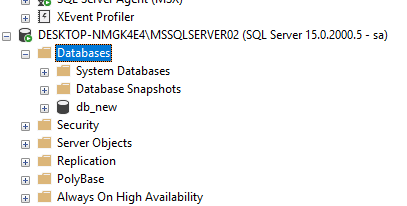 SQL Server Agent (MSX)
XEvent Profiler
DESKTOP-NMGK4E4\MSSQLSERVER02 (SQL Server 15.0.2000.5 - sa)
Databases
System Databases
Database Snapshots
db_new
Security
Server Objects
Replication
PolyBase
Always On High Availability